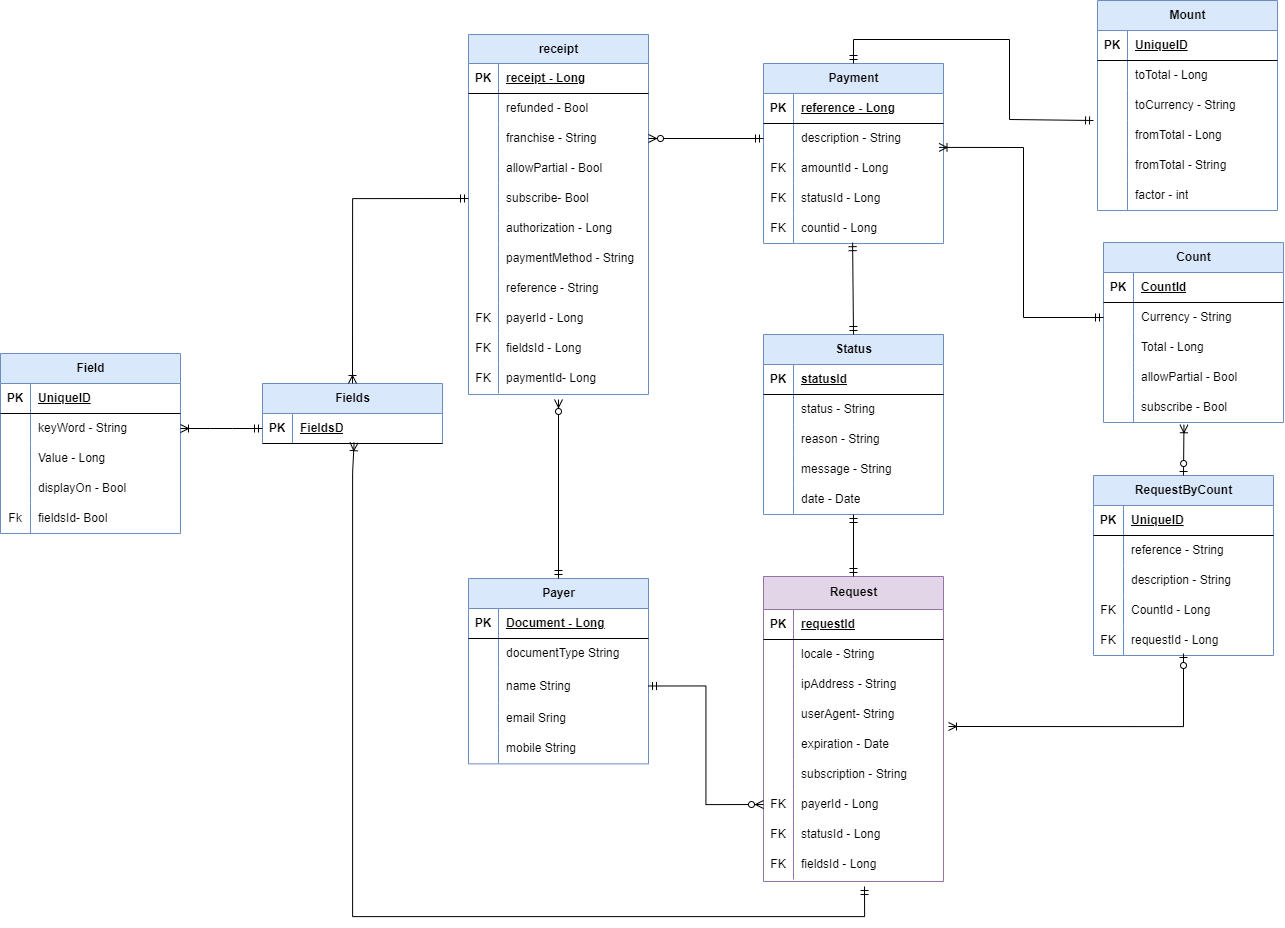 Mount
PK UniqueID
toTotal - Long
toCurrency - String
fromTotal - Long
fromTotal - String
factor - int
receipt
PK receipt - Long
refunded - Bool
franchise - String
allowPartial - Bool
subscribe- Bool
authorization - Long
paymentMethod - String
reference - String
FK payerId - Long
FK fieldsId - Long
FK paymentId- Long
Payment
PK reference - Long
description - String
FK amountId - Long
FK statusId - Long
FK countid - Long
Count
PK CountId
Currency - String
Total - Long
allowPartial - Bool
subscribe - Bool
Status
PK statusId
status - String
reason - String
message - String
date - Date
Field
PK UniqueID
keyWord - String
Value - Long
displayOn - Bool
Fk fieldsId- Bool
Fields
PK FieldsD
RequestByCount
PK UniqueID
reference - String
description - String
FK CountId - Long
FK requestId - Long
Payer
PK Document - Long
documentType String
name String
email Sring
mobile String
Request
PK requestId
locale - String
ipAddress - String
userAgent- String
expiration - Date
subscription - String
FK payerId - Long
FK statusId - Long
FK fieldsId - Long